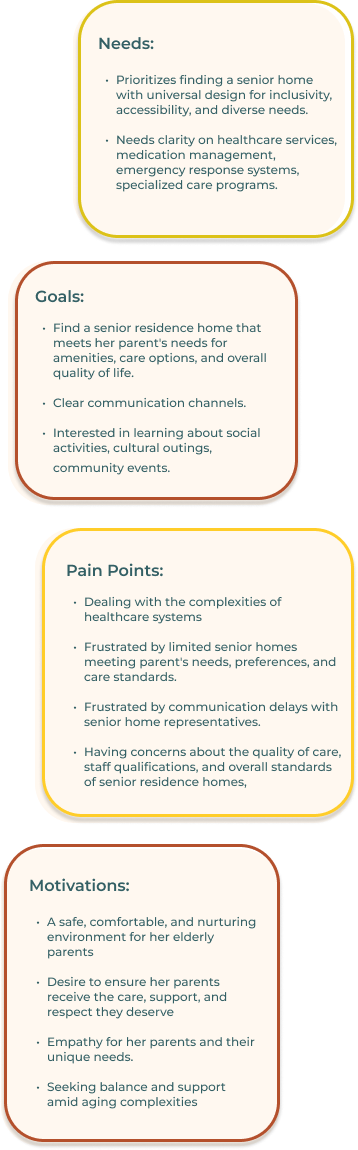 Needs:
• Prioritizes finding a senior home
with universal design for inclusivity,
accessibility, and diverse needs.
• Needs clarity on healthcare services,
medication management,
emergency response systems,
specialized care programs.
Goals:
• Find a senior residence home that
meets her parent's needs for
amenities, care options, and overall
quality of life.
• Clear communication channels.
• Interested in learning about social
activities, cultural outings,
community events.
Pain Points:
• Dealing with the complexities of
healthcare systems
• Frustrated by limited senior homes
meeting parent's needs, preferences, and
care standards.
• Frustrated by communication delays with
senior home representatives.
• Having concerns about the quality of care,
staff qualifications, and overall standards
of senior residence homes,
Motivations:
• A safe, comfortable, and nurturing
environment for her elderly
parents
• Desire to ensure her parents
receive the care, support, and
respect they deserve
• Empathy for her parents and their
unique needs.
• Seeking balance and support
amid aging complexities